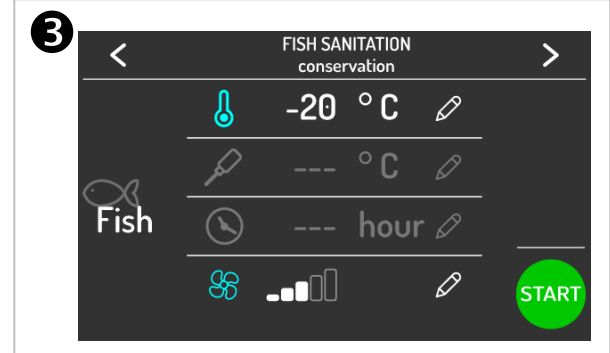 3
FISH SANITATION
conservation
-20 °C
--- °C
Fish
--- hour
START